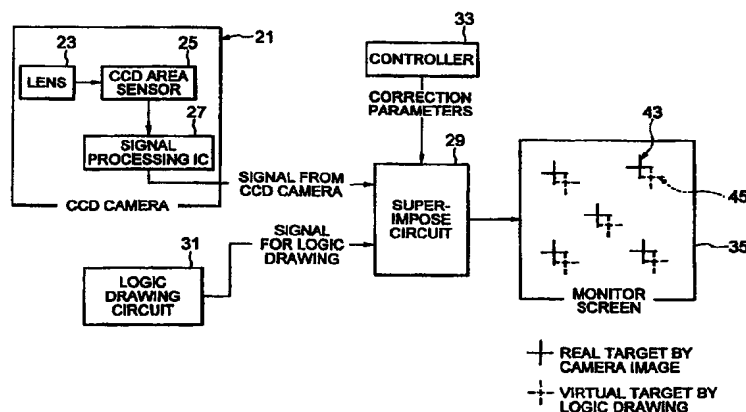 21
23
25
LENS
CCD AREA
SENSOR
27
SIGNAL
PROCESSING IC
CCD CAMERA
31
LOGIC
DRAWING
CIRCUIT
SIGNAL FROM
CCD CAMERA
SIGNAL
FOR LOGIC
DRAWING
33
CONTROLLER
CORRECTION
PARAMETERS
29
SUPER-
IMPOSE
CIRCUIT
43
45
35
MONITOR
SCREEN
REAL TARGET BY
CAMERA IMAGE
VIRTUAL TARGET BY
LOGIC DRAWING